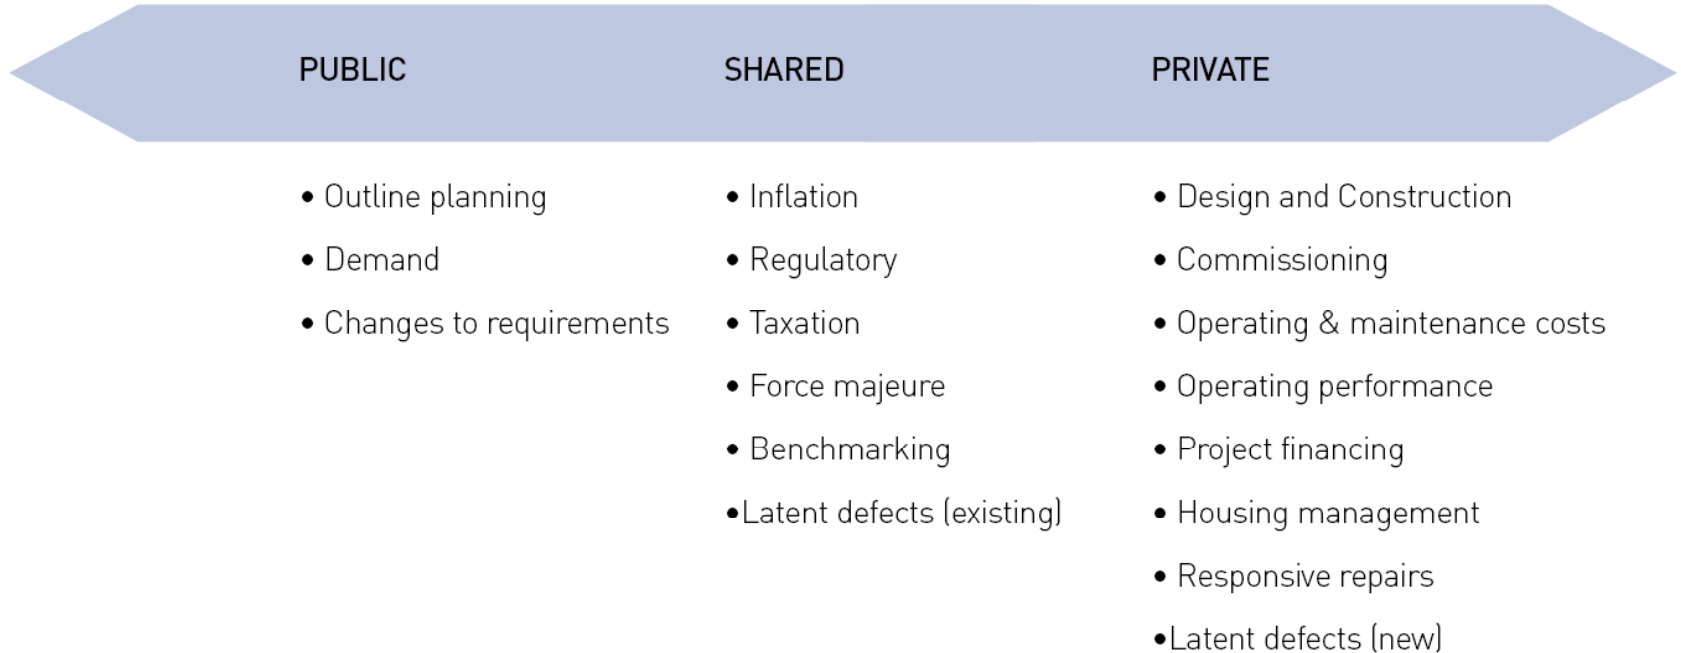 PUBLIC
SHARED
PRIVATE
• Outline planning
• Demand
• Changes to requirements
• Inflation
• Regulatory
• Taxation
• Force majeure
• Benchmarking
•Latent defects (existing)
• Design and Construction
• Commissioning
• Operating & maintenance costs
• Operating performance
• Project financing
• Housing management
• Responsive repairs
•Latent defects (new)